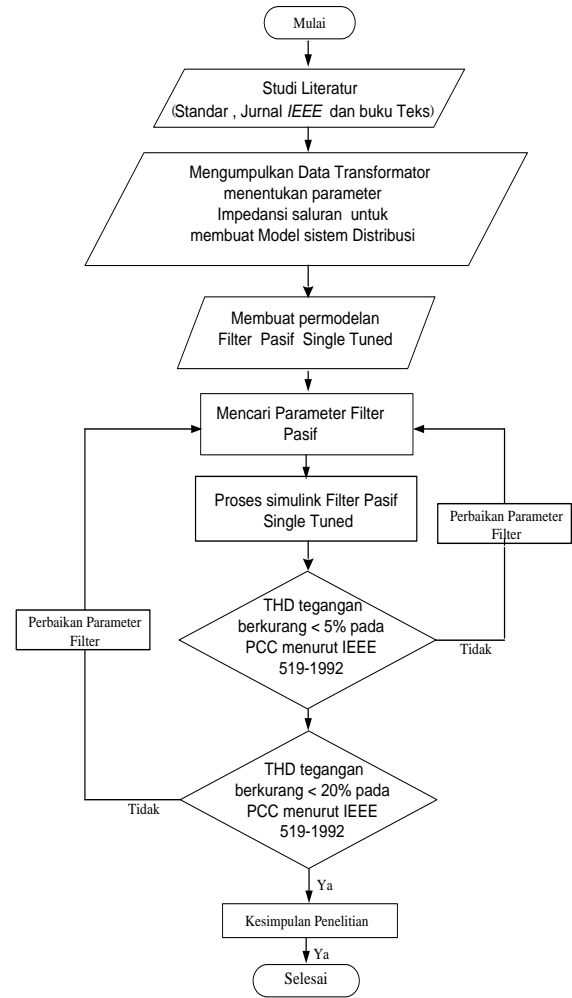 Mulai
Studi Literatur
(Standar , Jurnal IEEE dan buku Teks)
Mengumpulkan Data Transformator
menentukan parameter
Impedansi saluran untuk
membuat Model sistem Distribusi
Membuat permodelan
Filter Pasif Single Tuned
Mencari Parameter Filter
Pasif
Proses simulink Filter Pasif
Single Tuned
Perbaikan Parameter
Filter
THD tegangan
berkurang < 5% pada
PCC menurut IEEE
519-1992
Tidak
Perbaikan Parameter
Filter
THD tegangan
berkurang < 20% pada
PCC menurut IEEE
519-1992
Tidak
Ya
Kesimpulan Penelitian
Ya
Selesai